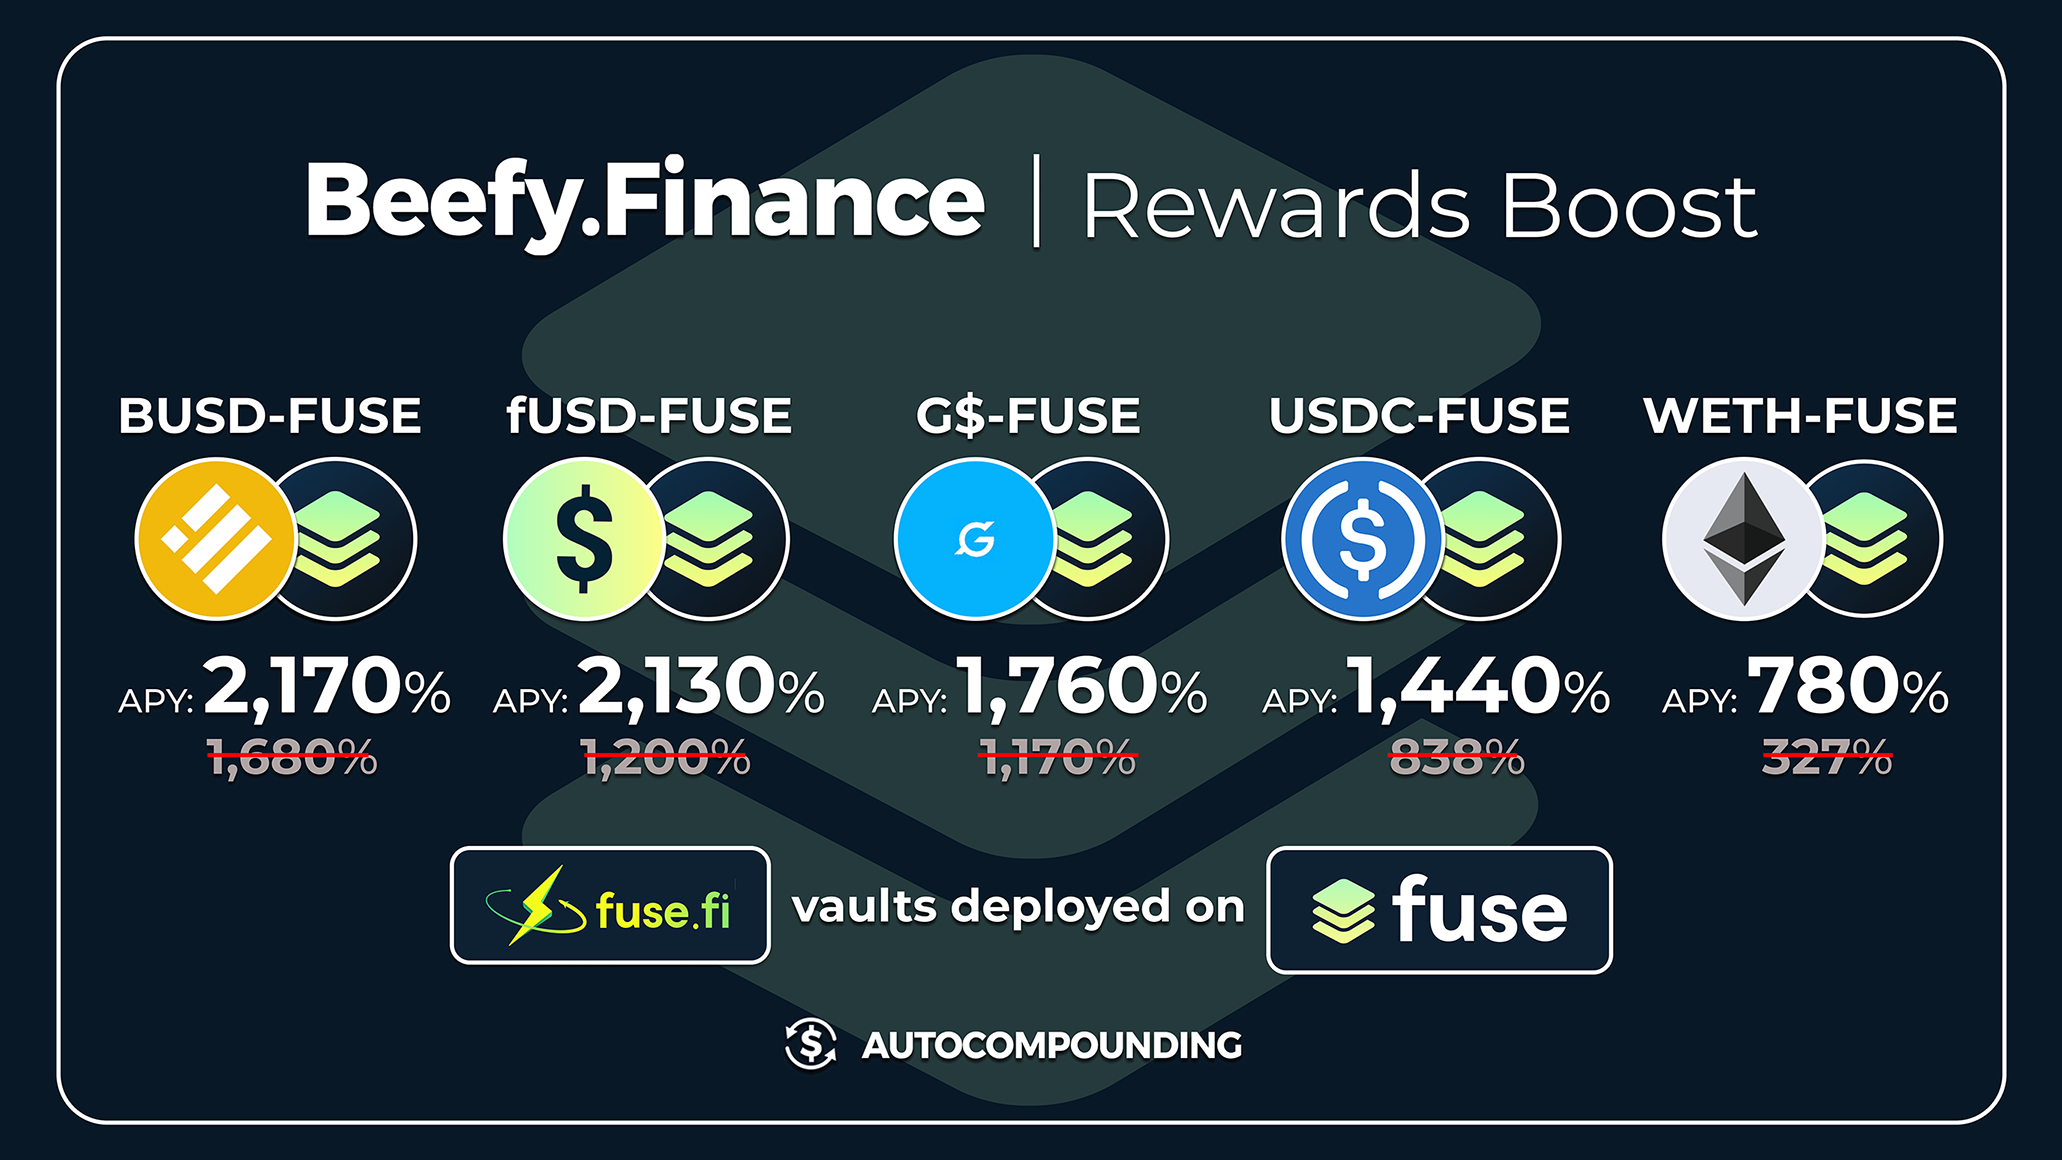 Beefy.Finance | Rewards Boost
BUSD-FUSE fUSD-FUSE G$-FUSE USDC-FUSE WETH-FUSE
APY: 2,170% APY: 2,130% APY: 1,760% APY: 1,440% APY: 780%
1,680% 1,200% 1,170% 838% 327%
fuse.fi vaults deployed on fuse
AUTOCOMPOUNDING